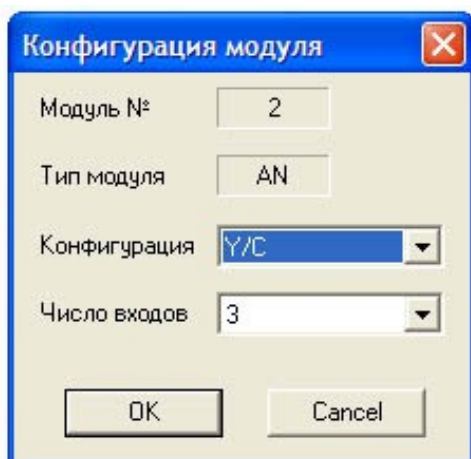 Конфигурация модуля
Модуль № 2
Тип модуля AN
Конфигурация Y/C
Число входов 3
OK Cancel